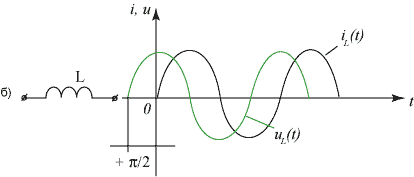 i, u
i_L(t)
L
б)
0
t
u_L(t)
+ π/2